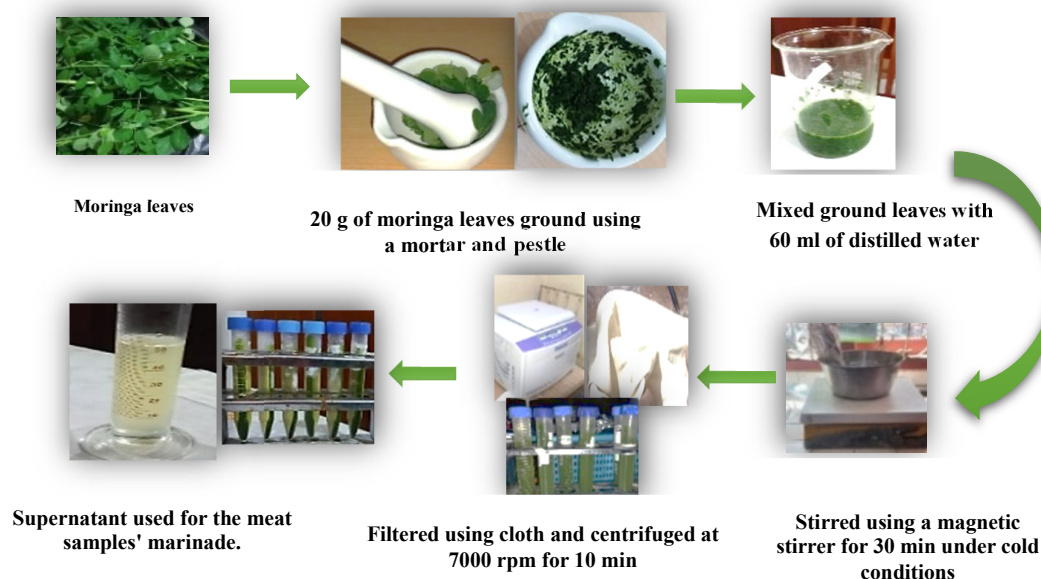 Moringa leaves
20 g of moringa leaves ground using
a mortar and pestle
Mixed ground leaves with
60 ml of distilled water
Stirred using a magnetic
stirrer for 30 min under cold
conditions
Filtered using cloth and centrifuged at
7000 rpm for 10 min
Supernatant used for the meat
samples' marinade.